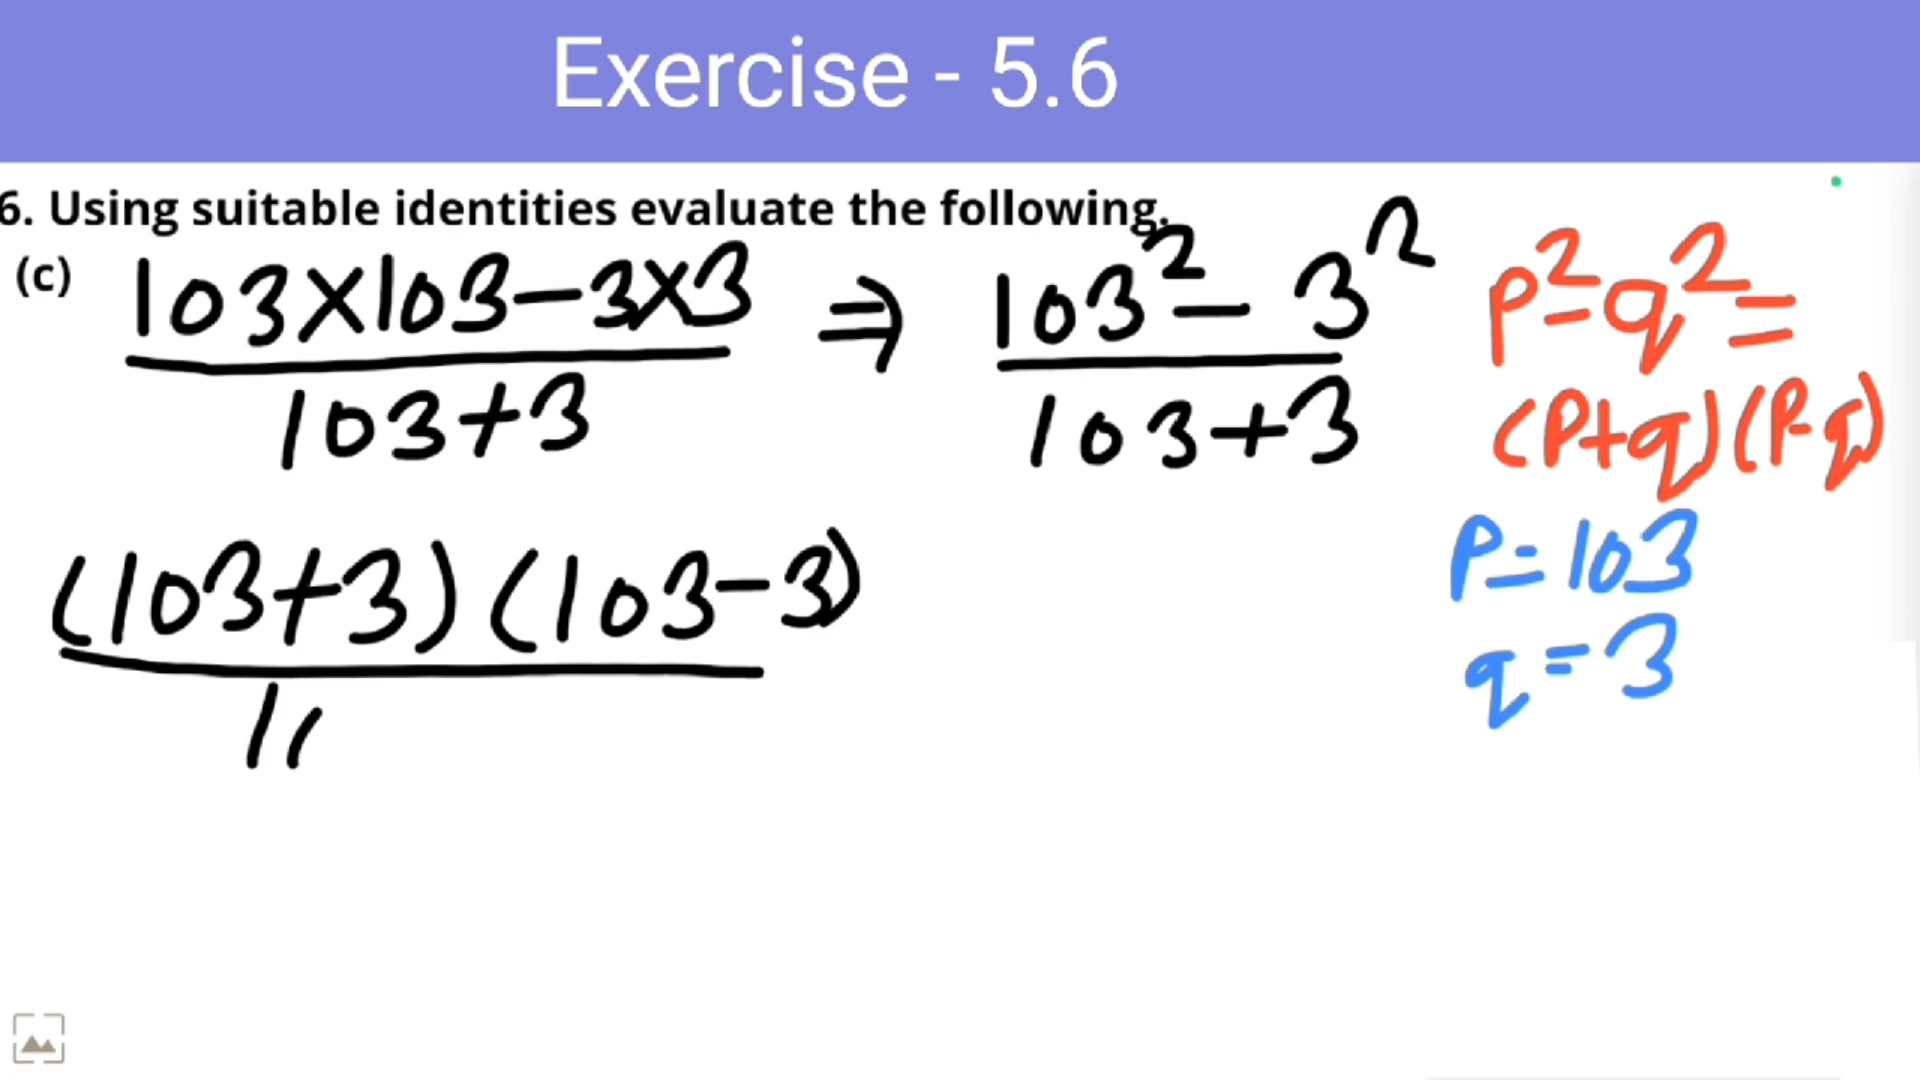 Exercise - 5.6
6. Using suitable identities evaluate the following.
(c) 103×103-3×3 ⇒ 103²-3² p²-q²=
103+3 103+3 (P+q)(P-q)
P=103
(103+3)(103-3)
q=3